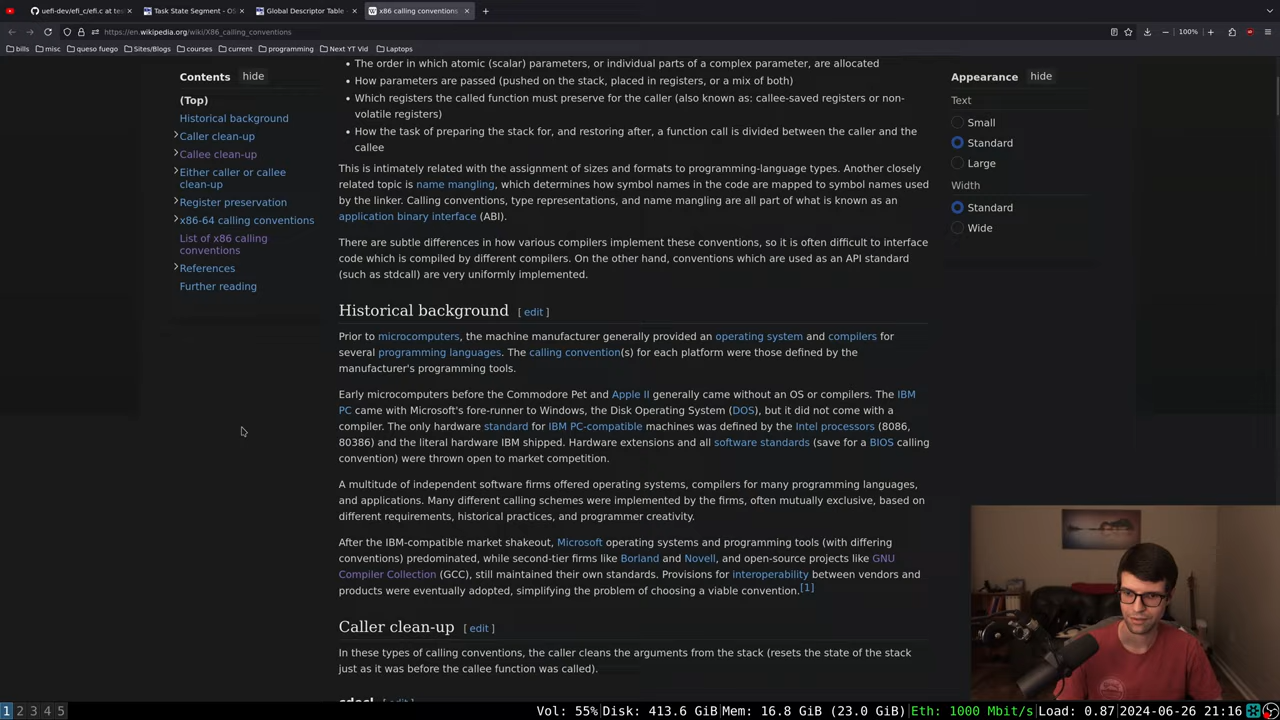 uefi-dev/efi_c/efi.c at tes
Task State Segment - OS
Global Descriptor Table
x86 calling conventions
https://en.wikipedia.org/wiki/X86_calling_conventions
100%
bills
misc
queso fuego
Sites/Blogs
courses
current
programming
Next YT Vid
Laptops
Contents
hide
(Top)
Historical background
Caller clean-up
Callee clean-up
Either caller or callee
clean-up
Register preservation
x86-64 calling conventions
List of x86 calling
conventions
References
Further reading
• The order in which atomic (scalar) parameters, or individual parts of a complex parameter, are allocated
• How parameters are passed (pushed on the stack, placed in registers, or a mix of both)
• Which registers the called function must preserve for the caller (also known as: callee-saved registers or non-
volatile registers)
• How the task of preparing the stack for, and restoring after, a function call is divided between the caller and the
callee
This is intimately related with the assignment of sizes and formats to programming-language types. Another closely
related topic is name mangling, which determines how symbol names in the code are mapped to symbol names used
by the linker. Calling conventions, type representations, and name mangling are all part of what is known as an
application binary interface (ABI).
There are subtle differences in how various compilers implement these conventions, so it is often difficult to interface
code which is compiled by different compilers. On the other hand, conventions which are used as an API standard
(such as stdcall) are very uniformly implemented.
Historical background [ edit ]
Prior to microcomputers, the machine manufacturer generally provided an operating system and compilers for
several programming languages. The calling convention(s) for each platform were those defined by the
manufacturer's programming tools.
Early microcomputers before the Commodore Pet and Apple II generally came without an OS or compilers. The IBM
PC came with Microsoft's fore-runner to Windows, the Disk Operating System (DOS), but it did not come with a
compiler. The only hardware standard for IBM PC-compatible machines was defined by the Intel processors (8086,
80386) and the literal hardware IBM shipped. Hardware extensions and all software standards (save for a BIOS calling
convention) were thrown open to market competition.
A multitude of independent software firms offered operating systems, compilers for many programming languages,
and applications. Many different calling schemes were implemented by the firms, often mutually exclusive, based on
different requirements, historical practices, and programmer creativity.
After the IBM-compatible market shakeout, Microsoft operating systems and programming tools (with differing
conventions) predominated, while second-tier firms like Borland and Novell, and open-source projects like GNU
Compiler Collection (GCC), still maintained their own standards. Provisions for interoperability between vendors and
products were eventually adopted, simplifying the problem of choosing a viable convention.[1]
Caller clean-up [ edit ]
In these types of calling conventions, the caller cleans the arguments from the stack (resets the state of the stack
just as it was before the callee function was called).
Appearance
hide
Text
Small
Standard
Large
Width
Standard
Wide
1 2 3 4 5
Vol: 55% Disk: 413.6 GiB Mem: 16.8 GiB (23.0 GiB) Eth: 1000 Mbit/s Load: 0.87 2024-06-26 21:16